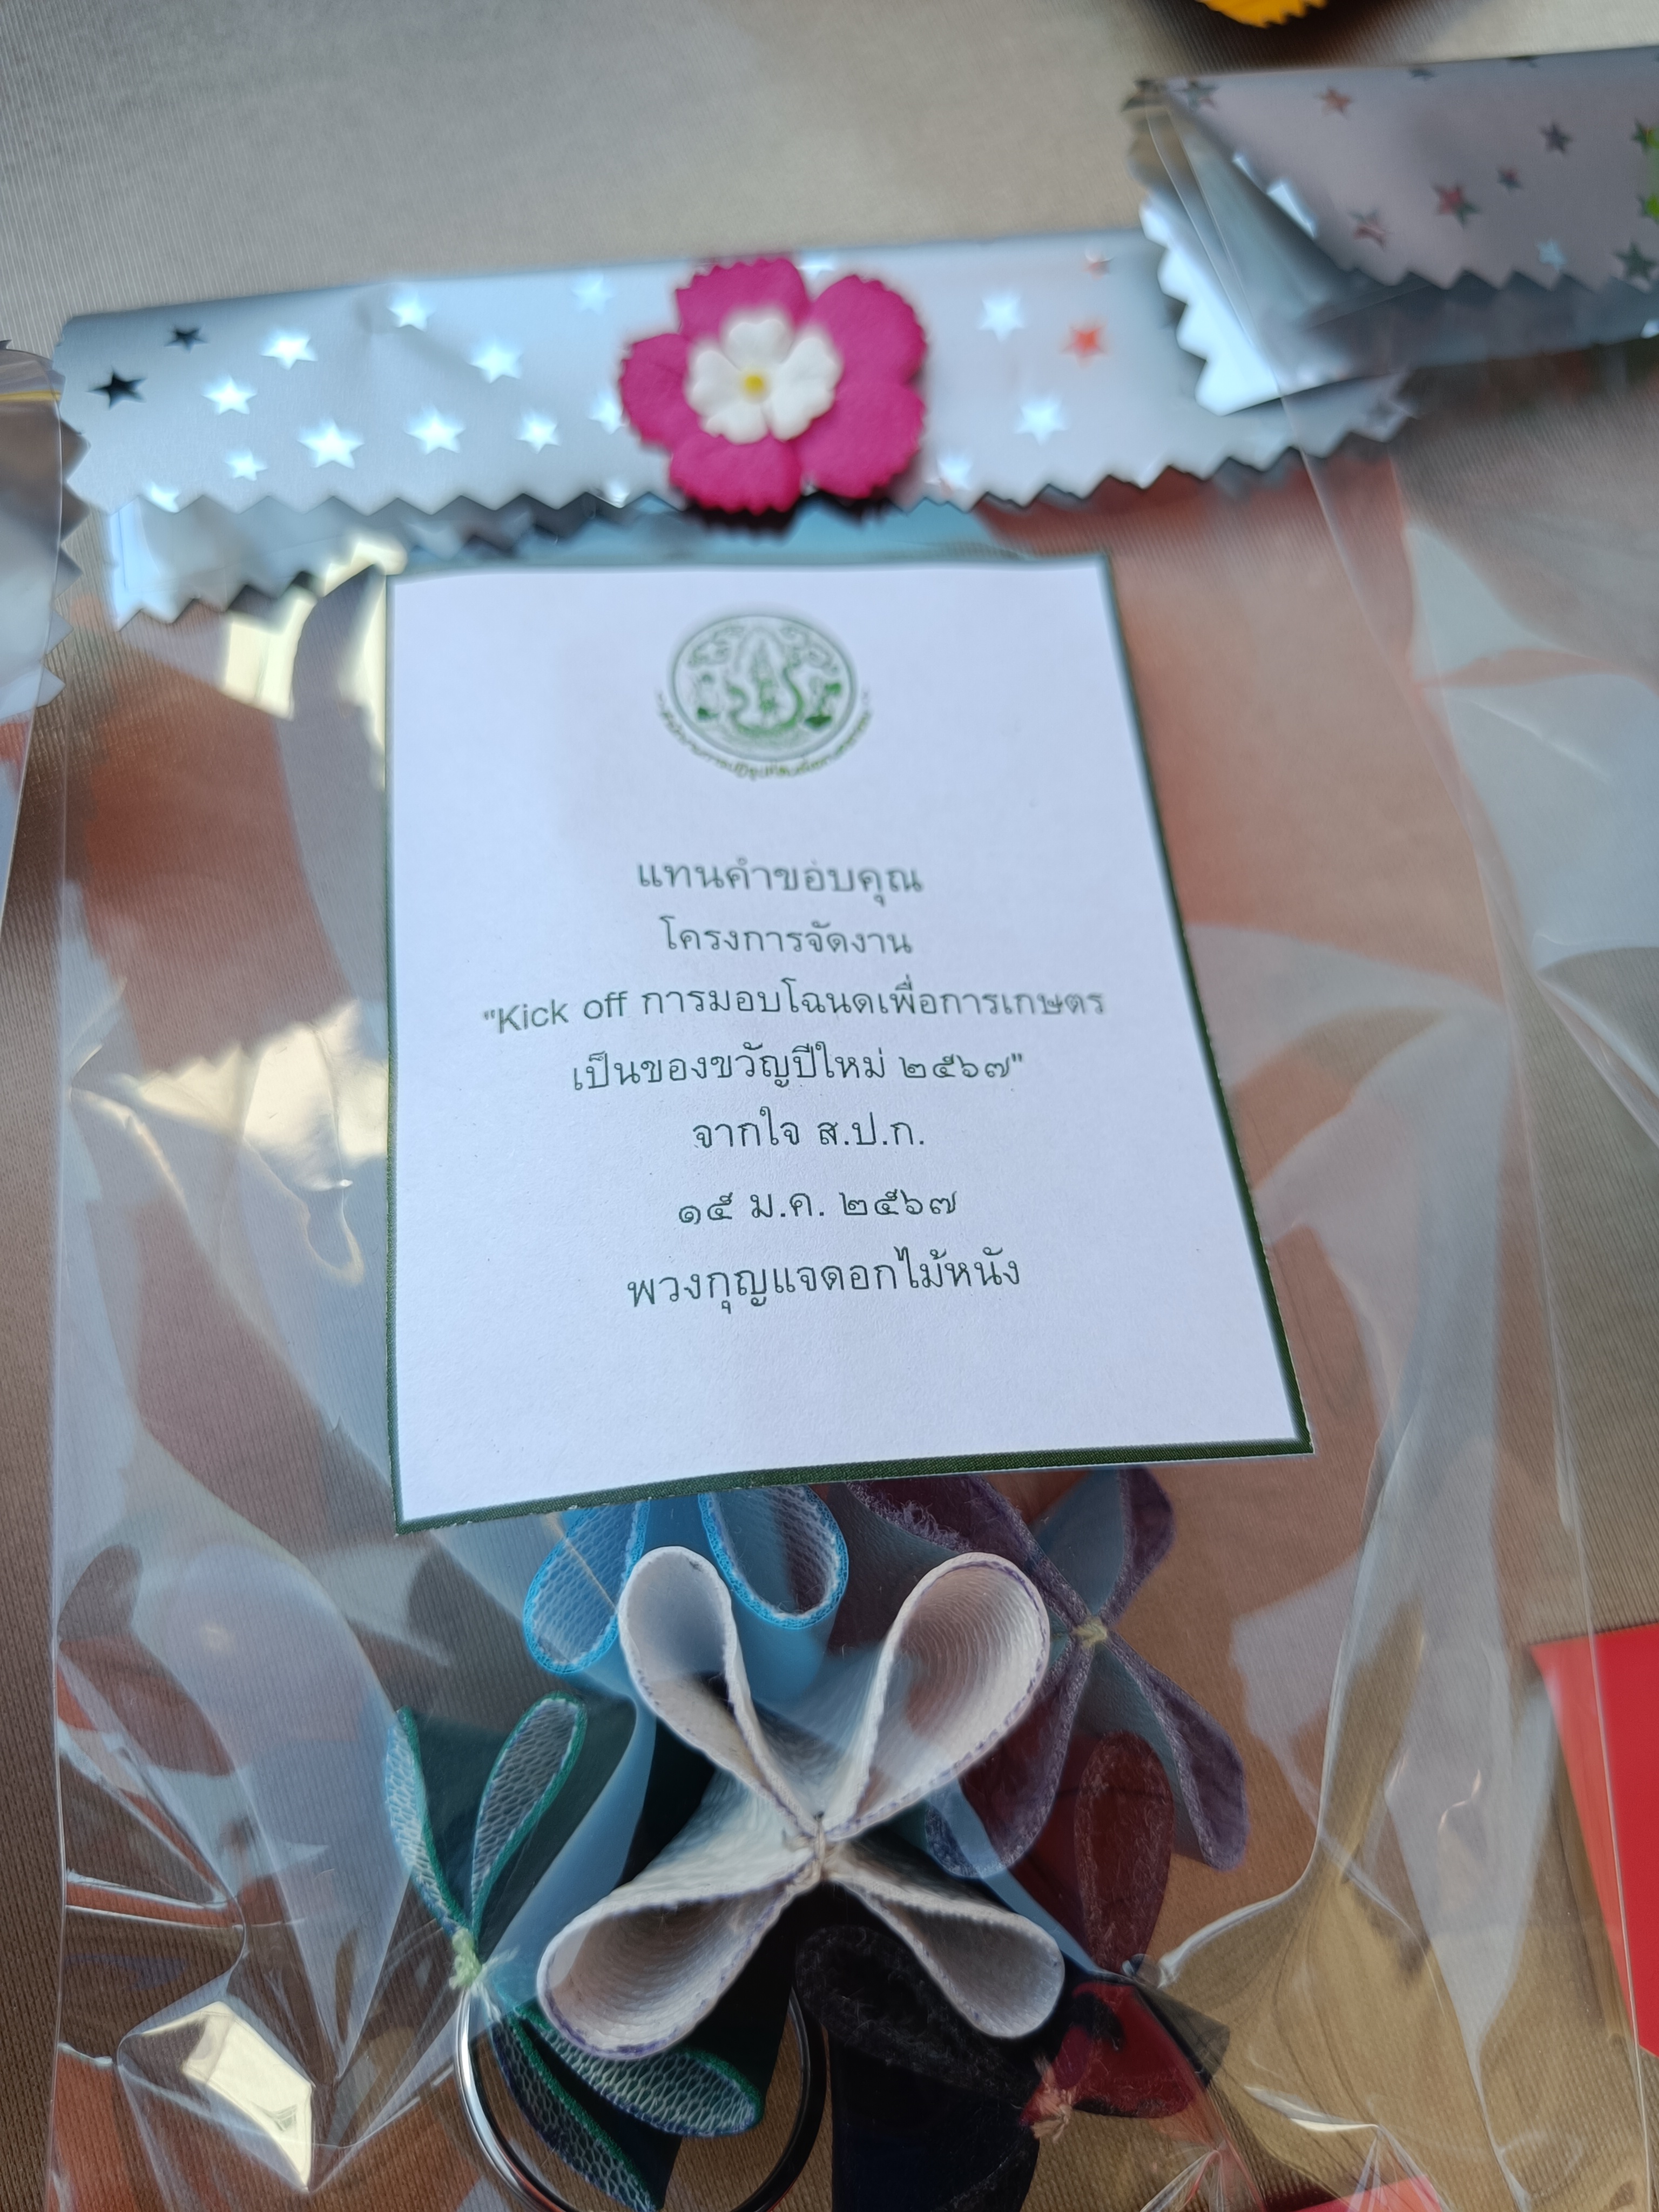 แทนคำขอบคุณ
โครงการจัดงาน
"Kick off การมอบโฉนดเพื่อการเกษตร
เป็นของขวัญปีใหม่ ๒๕๖๗"
จากใจ ส.ป.ก.
๑๕ ม.ค. ๒๕๖๗
พวงกุญแจดอกไม้หนัง